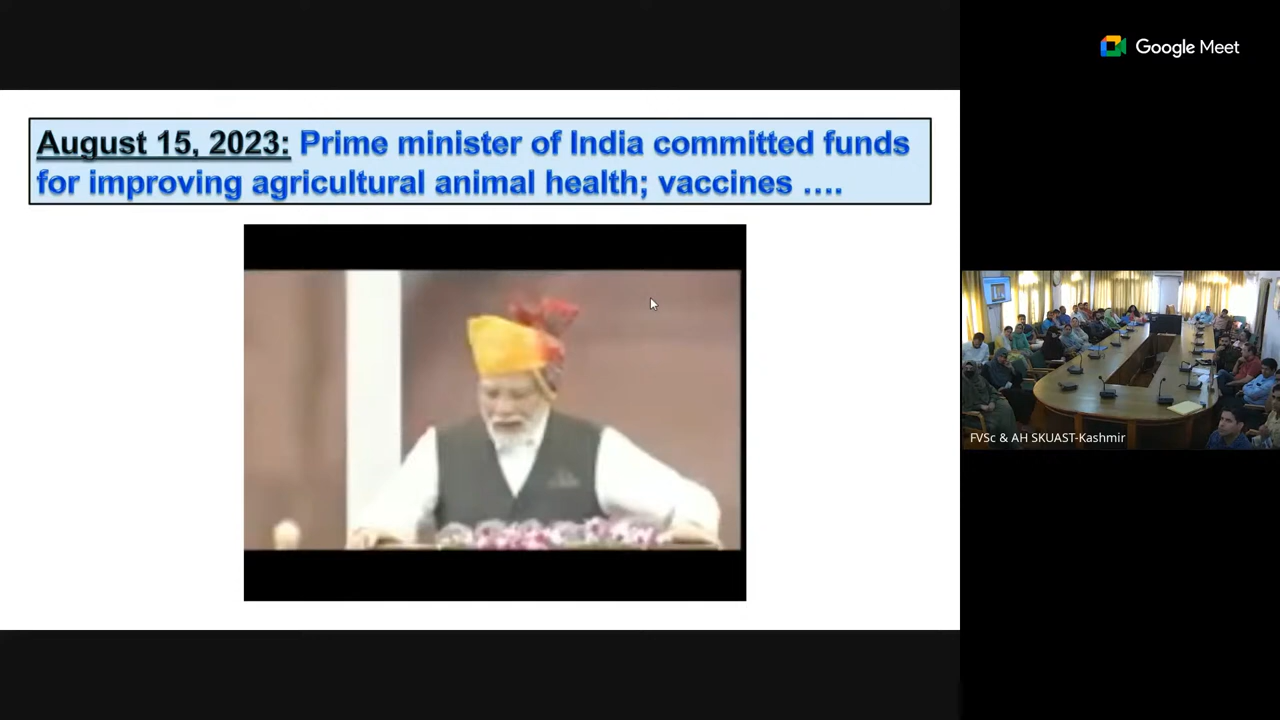 Google Meet
August 15, 2023: Prime minister of India committed funds
for improving agricultural animal health; vaccines ....
FVSc & AH SKUAST-Kashmir